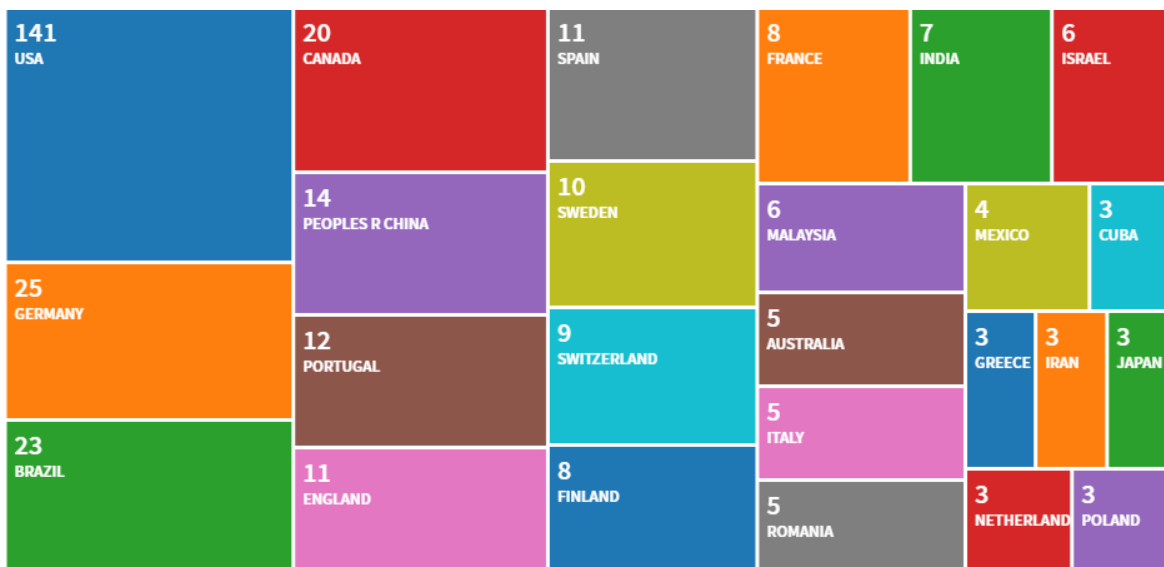 141
USA
25
GERMANY
23
BRAZIL
20
CANADA
14
PEOPLES R CHINA
12
PORTUGAL
11
ENGLAND
11
SPAIN
10
SWEDEN
9
SWITZERLAND
8
FINLAND
8
FRANCE
7
INDIA
6
ISRAEL
6
MALAYSIA
5
AUSTRALIA
5
ITALY
5
ROMANIA
4
MEXICO
3
CUBA
3
GREECE
3
IRAN
3
JAPAN
3
NETHERLAND
3
POLAND